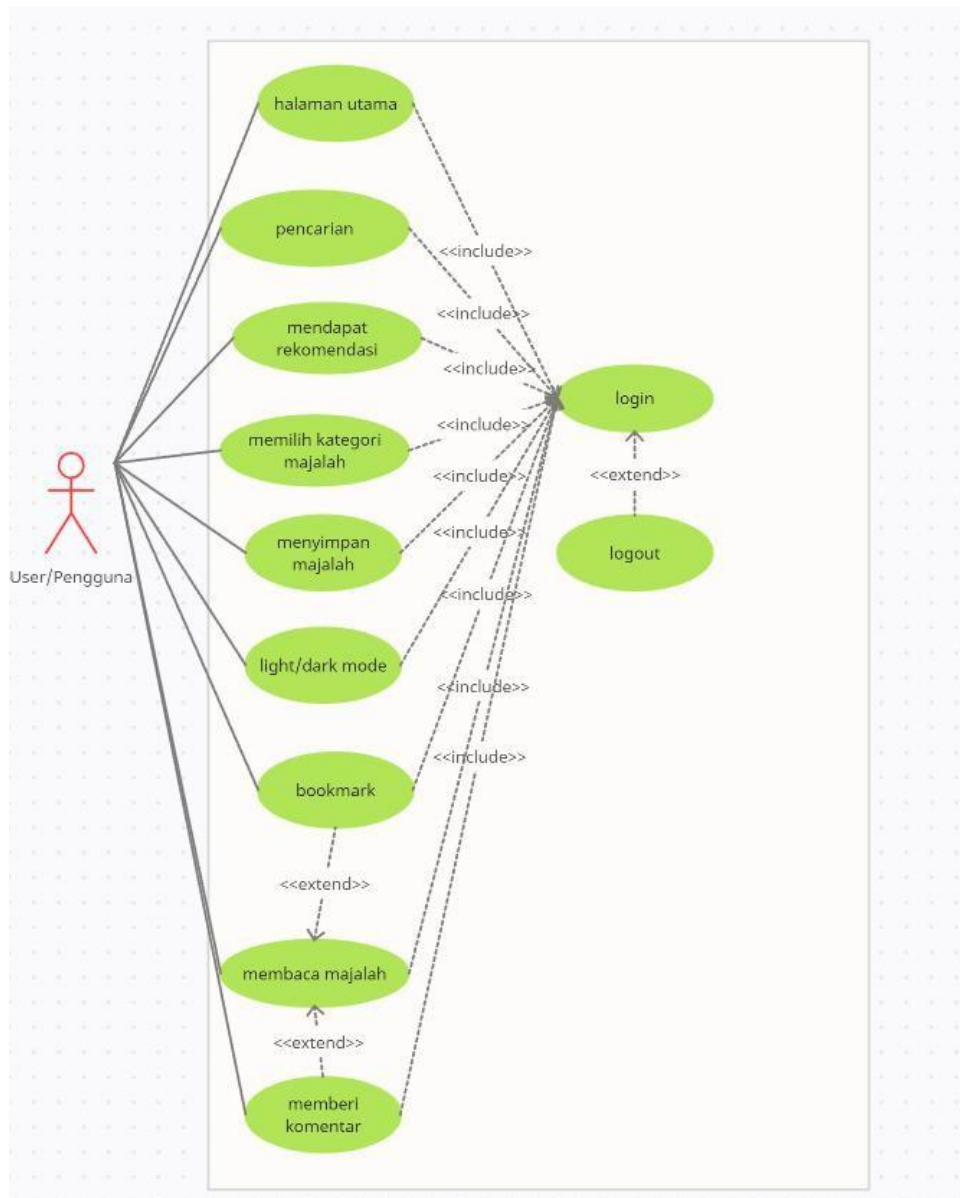 halaman utama
pencarian
<<include>>
<<include>>
mendapat
rekomendasi
<<include>>
login
memilih kategori
majalah
<<include>>
<<include>>
<<extend>>
menyimpan
majalah
<<include>>
logout
User/Pengguna
<<include>>
light/dark mode
<<include>>
<<include>>
bookmark
<<extend>>
membaca majalah
<<extend>>
memberi
komentar